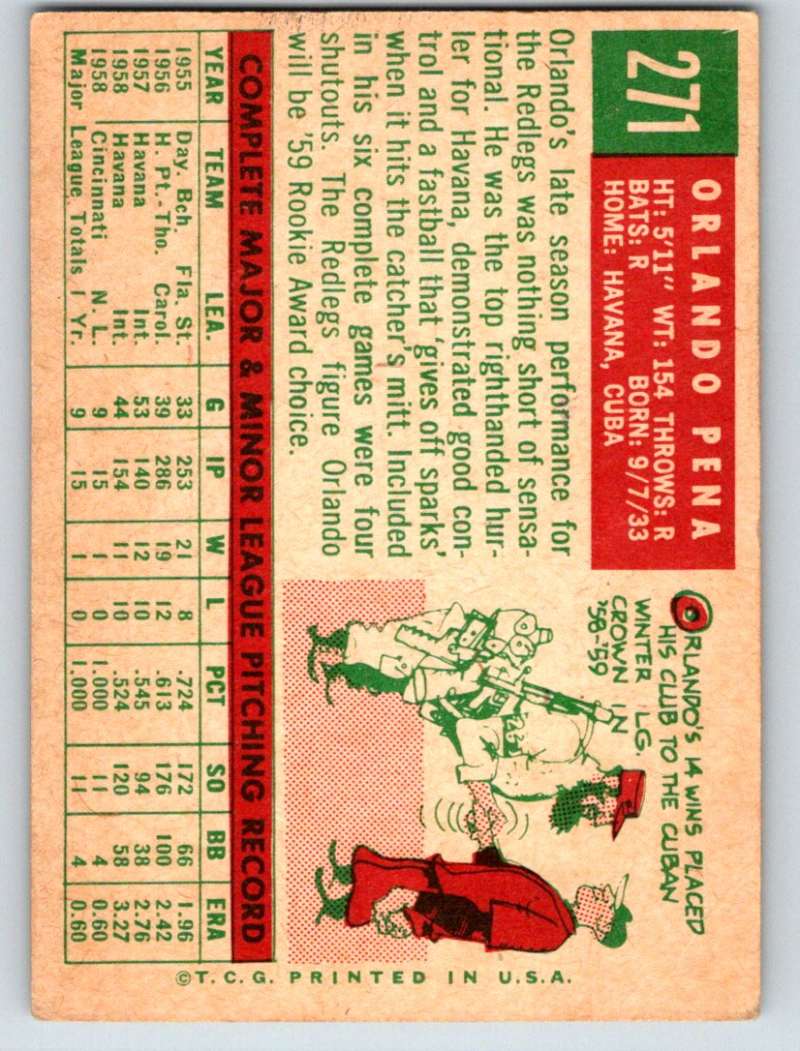 271
ORLANDO PENA
HT: 5'11" WT: 154 THROWS: R
BATS: R BORN: 9/7/33
HOME: HAVANA, CUBA
Orlando's late season performance for
the Redlegs was nothing short of sensa-
tional. He was the top righthanded hur-
ler for Havana, demonstrated good con-
trol and a fastball that 'gives off sparks'
when it hits the catcher's mitt. Included
in his six complete games were four
shutouts. The Redlegs figure Orlando
will be '59 Rookie Award choice.
ORLANDO'S 14 WINS PLACED
HIS CLUB TO THE CUBAN
WINTER LG.
CROWN IN
'58-'59
COMPLETE MAJOR & MINOR LEAGUE PITCHING RECORD
YEAR TEAM LEA. G IP W L PCT SO BB ERA
1955 Day. Bch. Fla. St. 33 253 21 8 .724 172 66 1.96
1956 H. Pt.-Tho. Carol. 39 286 19 12 .613 176 100 2.42
1957 Havana Int. 53 140 12 10 .545 94 38 2.76
1958 Havana Int. 44 154 11 10 .524 120 58 3.27
1958 Cincinnati N. L. 9 15 1 0 1.000 11 4 0.60
Major League Totals 1 Yr. 9 15 1 0 1.000 11 4 0.60
©T.C.G. PRINTED IN U.S.A.